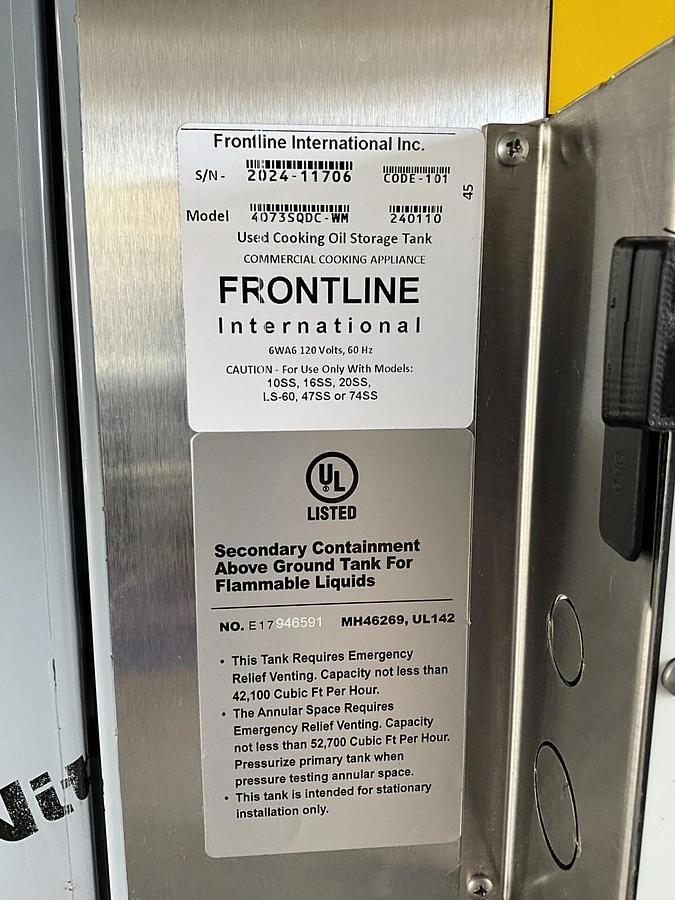 Frontline International Inc.
S/N - 2024-11706 CODE-101
45
Model 4073SQDC-WM 240110
Used Cooking Oil Storage Tank
COMMERCIAL COOKING APPLIANCE
FRONTLINE
International
6WA6 120 Volts, 60 Hz
CAUTION - For Use Only With Models:
10SS, 16SS, 20SS,
LS-60, 47SS or 74SS
UL
LISTED
Secondary Containment
Above Ground Tank For
Flammable Liquids
NO. E17946591 MH46269, UL142
• This Tank Requires Emergency
Relief Venting. Capacity not less than
42,100 Cubic Ft Per Hour.
• The Annular Space Requires
Emergency Relief Venting. Capacity
not less than 52,700 Cubic Ft Per Hour.
Pressurize primary tank when
pressure testing annular space.
• This tank is intended for stationary
installation only.